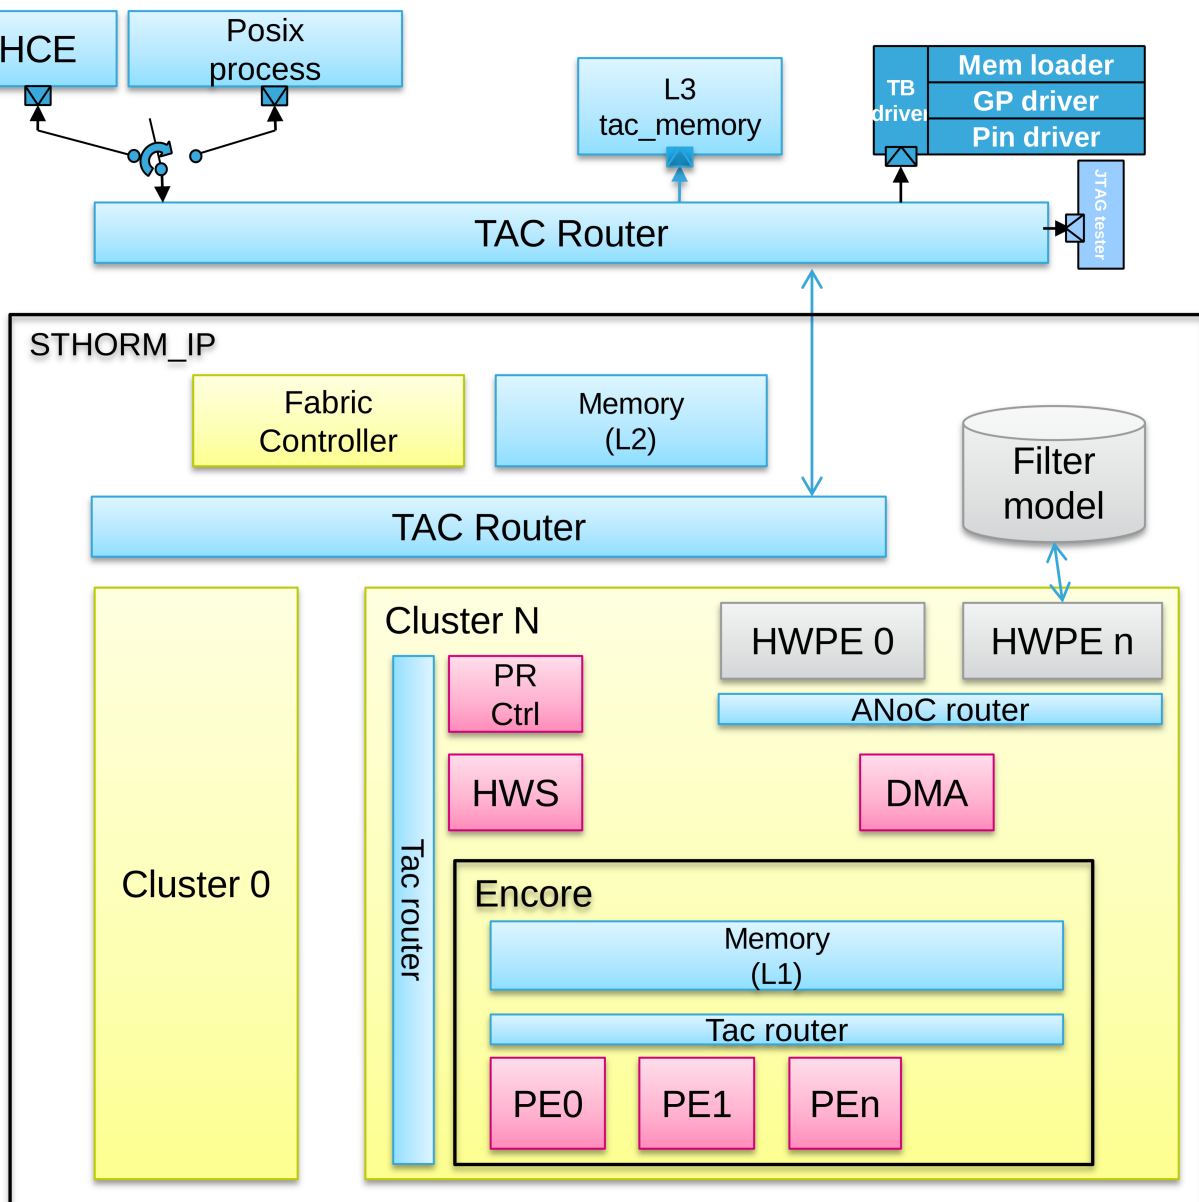 HCE
Posix
process
L3
tac_memory
TB
driver
Mem loader
GP driver
Pin driver
JTAG tester
TAC Router
STHORM_IP
Fabric
Controller
Memory
(L2)
Filter
model
TAC Router
Cluster 0
Cluster N
HWPE 0
HWPE n
PR
Ctrl
ANoC router
HWS
DMA
Tac router
Encore
Memory
(L1)
Tac router
PE0
PE1
PEn